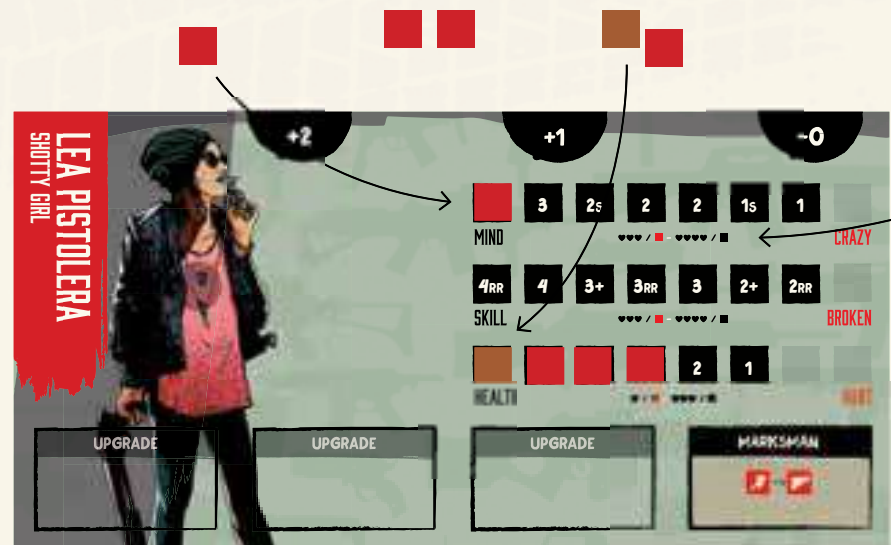 LEA PISTOLERA
SHOTTY GIRL
+2
+1
-0
3 2s 2 2 1s 1
MIND
CRAZY
4RR 4 3+ 3RR 3 2+ 2RR
SKILL
BROKEN
2 1
HEALTH
HURT
UPGRADE
UPGRADE
UPGRADE
MARKSMAN